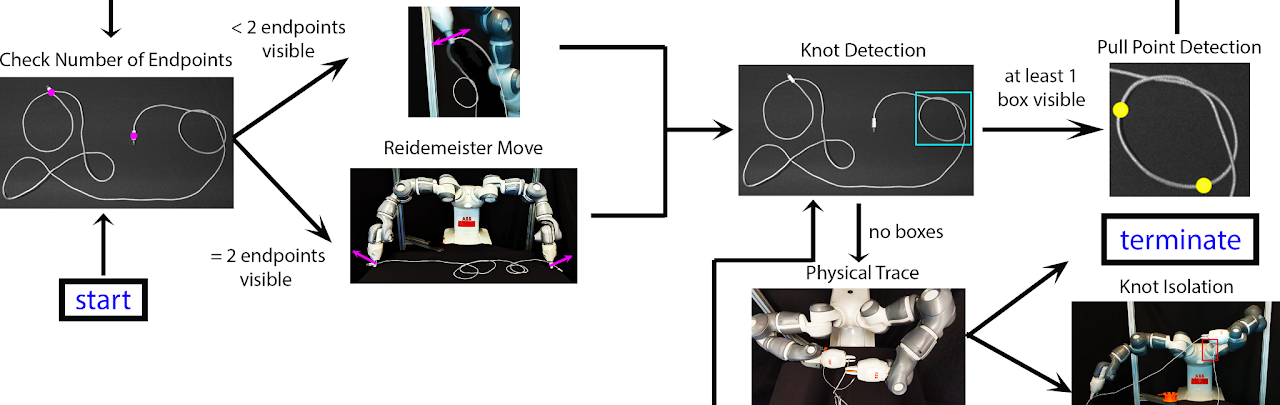 Check Number of Endpoints
< 2 endpoints
visible
Reidemeister Move
= 2 endpoints
visible
start
Knot Detection
at least 1
box visible
Pull Point Detection
no boxes
Physical Trace
terminate
Knot Isolation
ABB